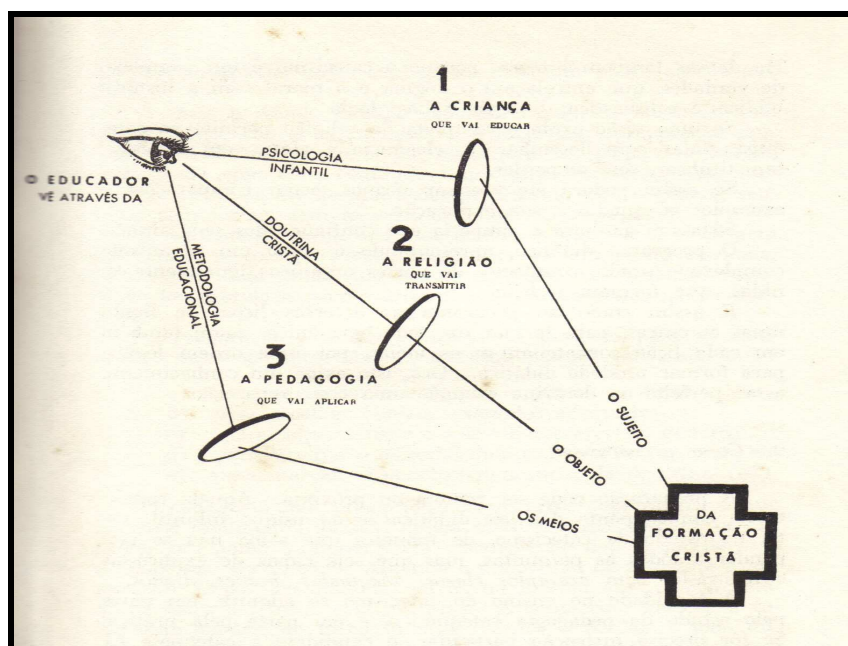 1
A CRIANÇA
QUE VAI EDUCAR
PSICOLOGIA
INFANTIL
O EDUCADOR
VÊ ATRAVÉS DA
DOUTRINA
CRISTÃ
METODOLOGIA
EDUCACIONAL
2
A RELIGIÃO
QUE VAI
TRANSMITIR
3
A PEDAGOGIA
QUE VAI APLICAR
O SUJEITO
O OBJETO
OS MEIOS
DA
FORMAÇÃO
CRISTÃ